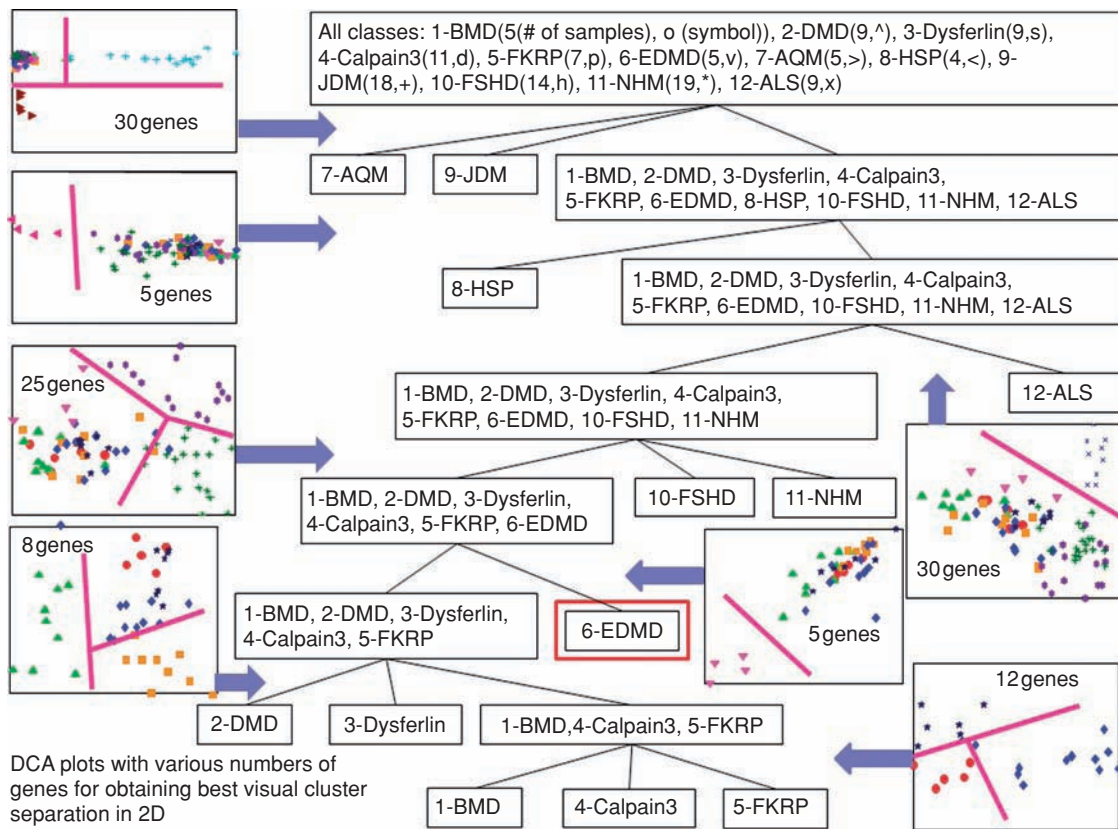 All classes: 1-BMD(5(# of samples), o (symbol)), 2-DMD(9,^), 3-Dysferlin(9,s),
4-Calpain3(11,d), 5-FKRP(7,p), 6-EDMD(5,v), 7-AQM(5,>), 8-HSP(4,<), 9-
JDM(18,+), 10-FSHD(14,h), 11-NHM(19,*), 12-ALS(9,x)
30 genes
7-AQM
9-JDM
1-BMD, 2-DMD, 3-Dysferlin, 4-Calpain3,
5-FKRP, 6-EDMD, 8-HSP, 10-FSHD, 11-NHM, 12-ALS
5 genes
8-HSP
1-BMD, 2-DMD, 3-Dysferlin, 4-Calpain3,
5-FKRP, 6-EDMD, 10-FSHD, 11-NHM, 12-ALS
25 genes
1-BMD, 2-DMD, 3-Dysferlin, 4-Calpain3,
5-FKRP, 6-EDMD, 10-FSHD, 11-NHM
12-ALS
30 genes
1-BMD, 2-DMD, 3-Dysferlin,
4-Calpain3, 5-FKRP, 6-EDMD
10-FSHD
11-NHM
8 genes
1-BMD, 2-DMD, 3-Dysferlin,
4-Calpain3, 5-FKRP
6-EDMD
5 genes
12 genes
2-DMD
3-Dysferlin
1-BMD,4-Calpain3, 5-FKRP
DCA plots with various numbers of
genes for obtaining best visual cluster
separation in 2D
1-BMD
4-Calpain3
5-FKRP